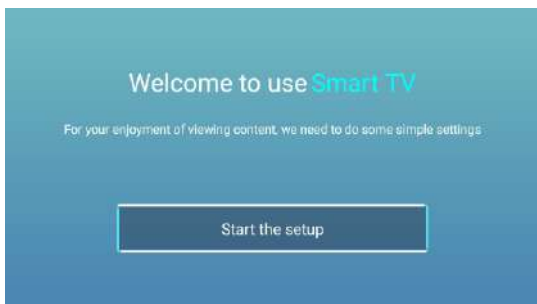 Welcome to use Smart TV
For your enjoyment of viewing content, we need to do some simple settings
Start the setup